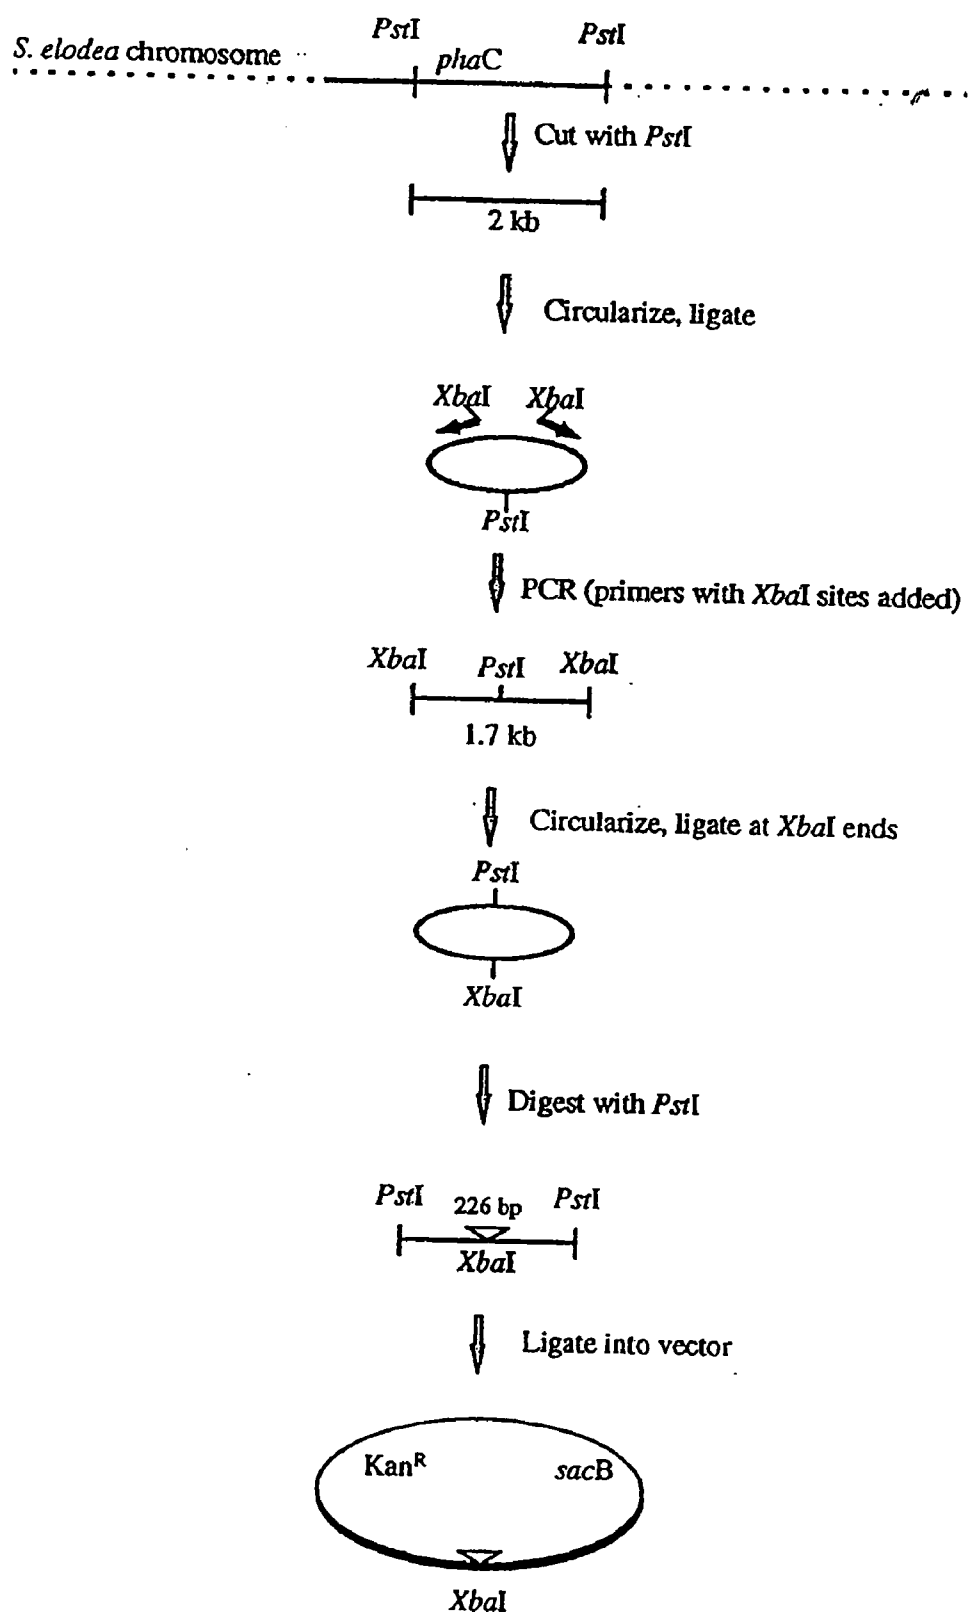 PstI PstI
S. elodea chromosome phaC
Cut with PstI
2 kb
Circularize, ligate
XbaI XbaI
PstI
PCR (primers with XbaI sites added)
XbaI PstI XbaI
1.7 kb
Circularize, ligate at XbaI ends
PstI
XbaI
Digest with PstI
PstI 226 bp PstI
XbaI
Ligate into vector
KanR sacB
XbaI